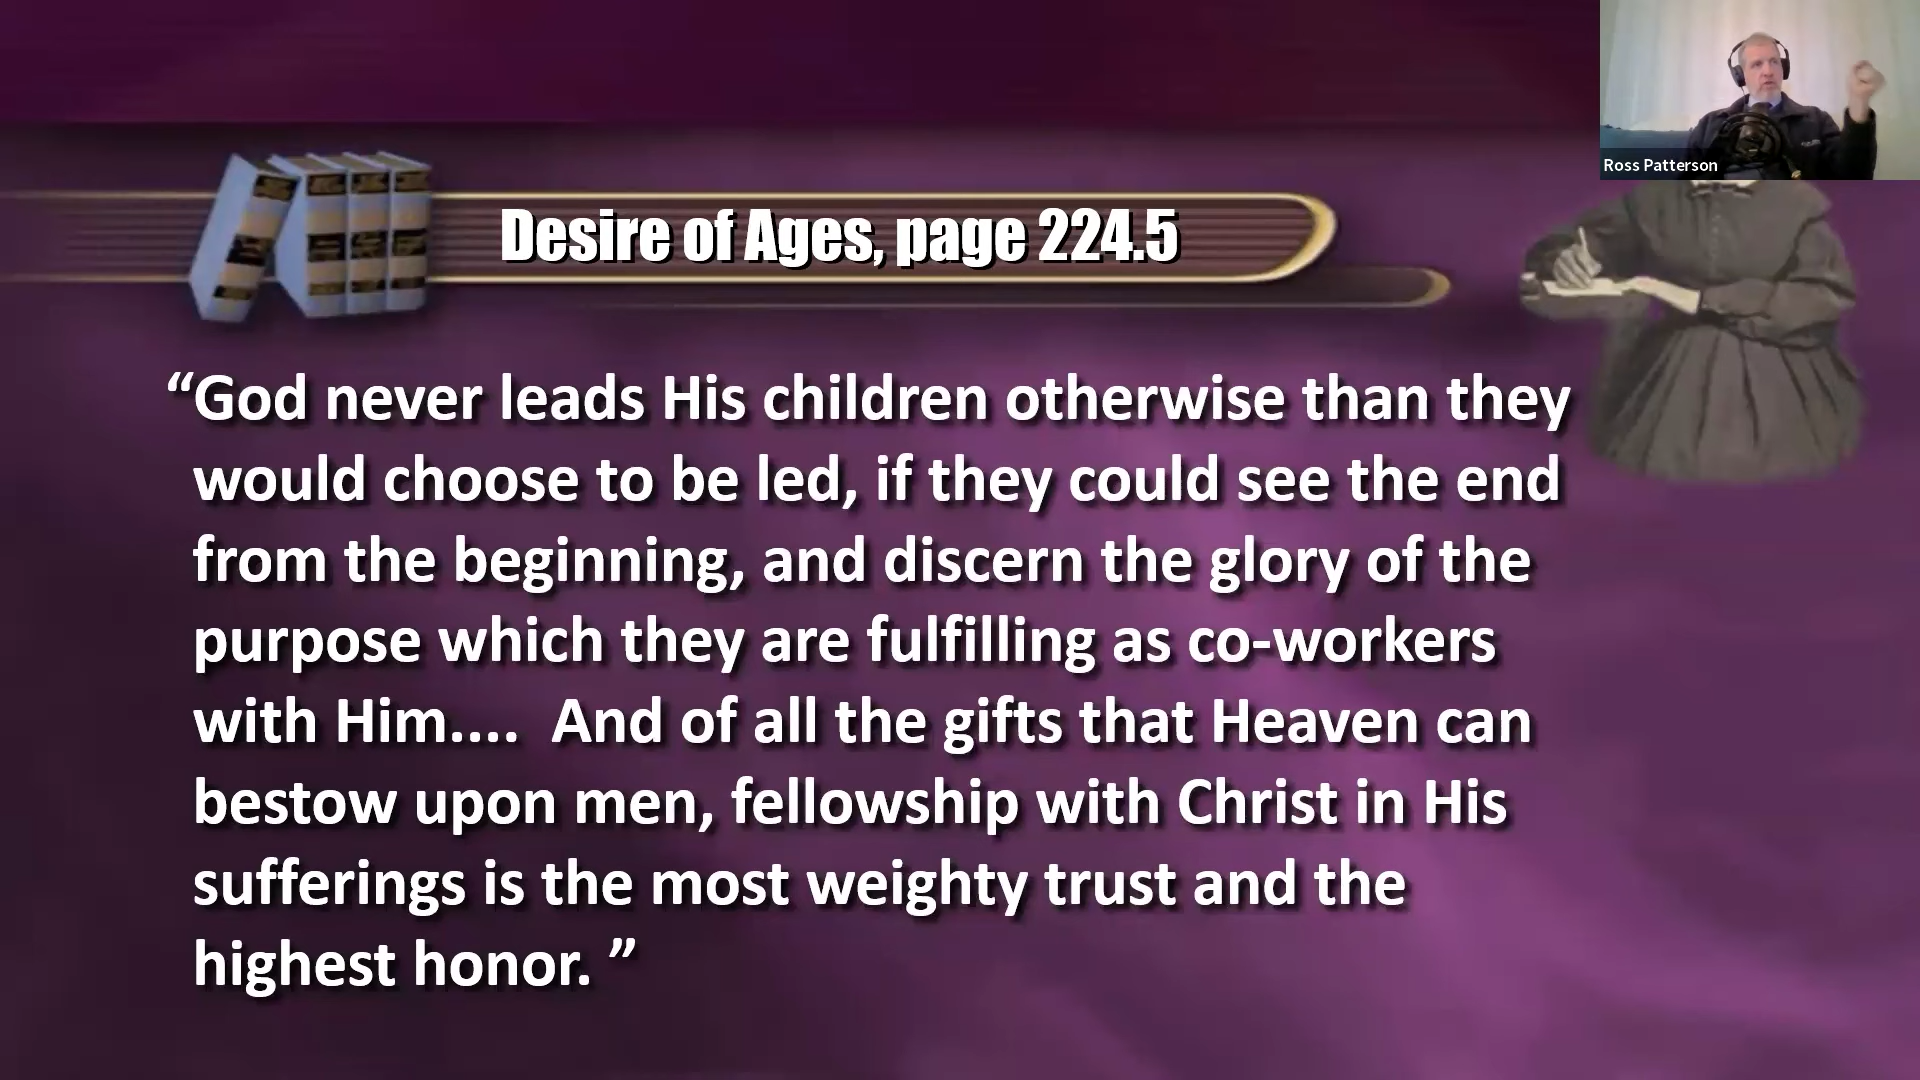 Ross Patterson
Desire of Ages, page 224.5
“God never leads His children otherwise than they
would choose to be led, if they could see the end
from the beginning, and discern the glory of the
purpose which they are fulfilling as co-workers
with Him....  And of all the gifts that Heaven can
bestow upon men, fellowship with Christ in His
sufferings is the most weighty trust and the
highest honor. ”